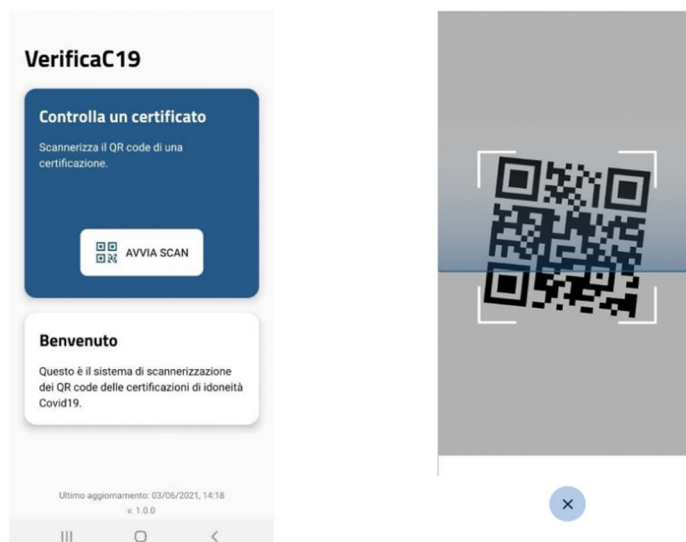 VerificaC19
Controlla un certificato
Scannerizza il QR code di una
certificazione.
AVVIA SCAN
Benvenuto
Questo è il sistema di scannerizzazione
dei QR code delle certificazioni di idoneità
Covid19.
Ultimo aggiornamento: 03/06/2021, 14:18
v. 1.0.0